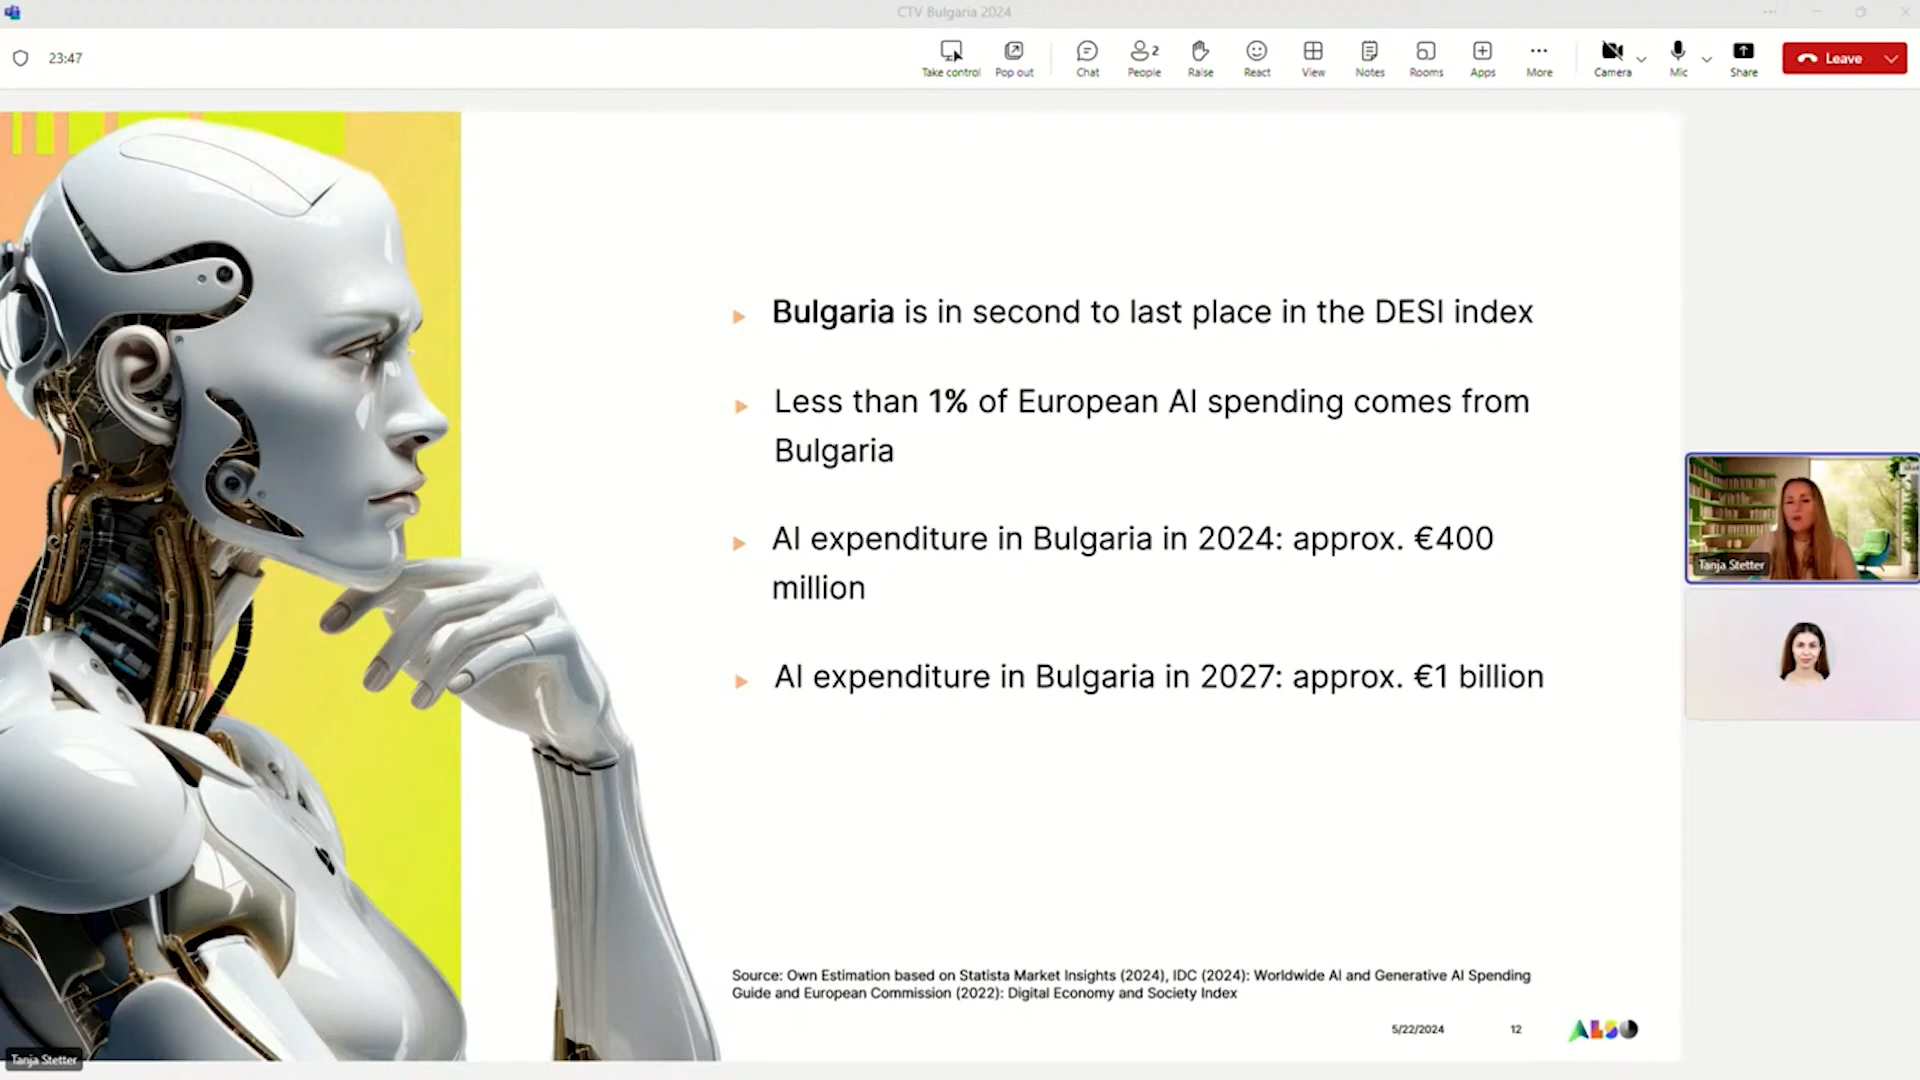 CTV Bulgaria 2024
23:47
Take control
Pop out
Chat
2
People
Raise
React
View
Notes
Rooms
Apps
More
Camera
Mic
Share
Leave
Bulgaria is in second to last place in the DESI index
Less than 1% of European AI spending comes from
Bulgaria
AI expenditure in Bulgaria in 2024: approx. €400
million
AI expenditure in Bulgaria in 2027: approx. €1 billion
Tanja Stetter
Source: Own Estimation based on Statista Market Insights (2024), IDC (2024): Worldwide AI and Generative AI Spending
Guide and European Commission (2022): Digital Economy and Society Index
5/22/2024
12
ALSO
Tanja Stetter